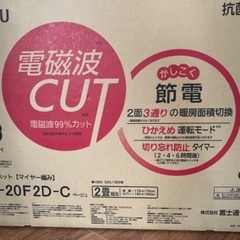 U
抗菌
電磁波
CUT
電磁波99%カット
かしこく
節電
2面3通りの暖房面積切換
ひかえめ 運転モード
切り忘れ防止 タイマー
(2・4・6時間後)
ット【マイヤー編み】
-20F2D-C ベージュ
2畳相当
株式会社 富士通